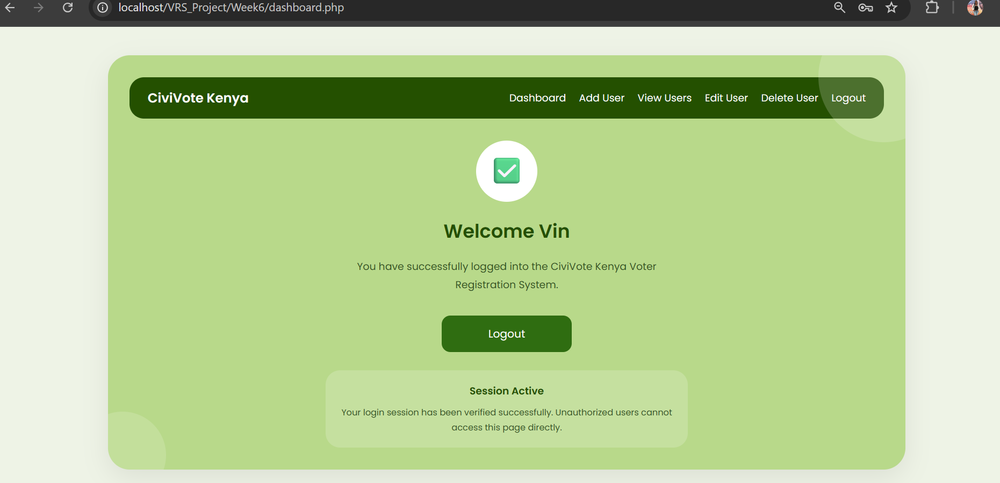 localhost/VRS_Project/Week6/dashboard.php
CiviVote Kenya Dashboard Add User View Users Edit User Delete User Logout
Welcome Vin
You have successfully logged into the CiviVote Kenya Voter
Registration System.
Logout
Session Active
Your login session has been verified successfully. Unauthorized users cannot
access this page directly.